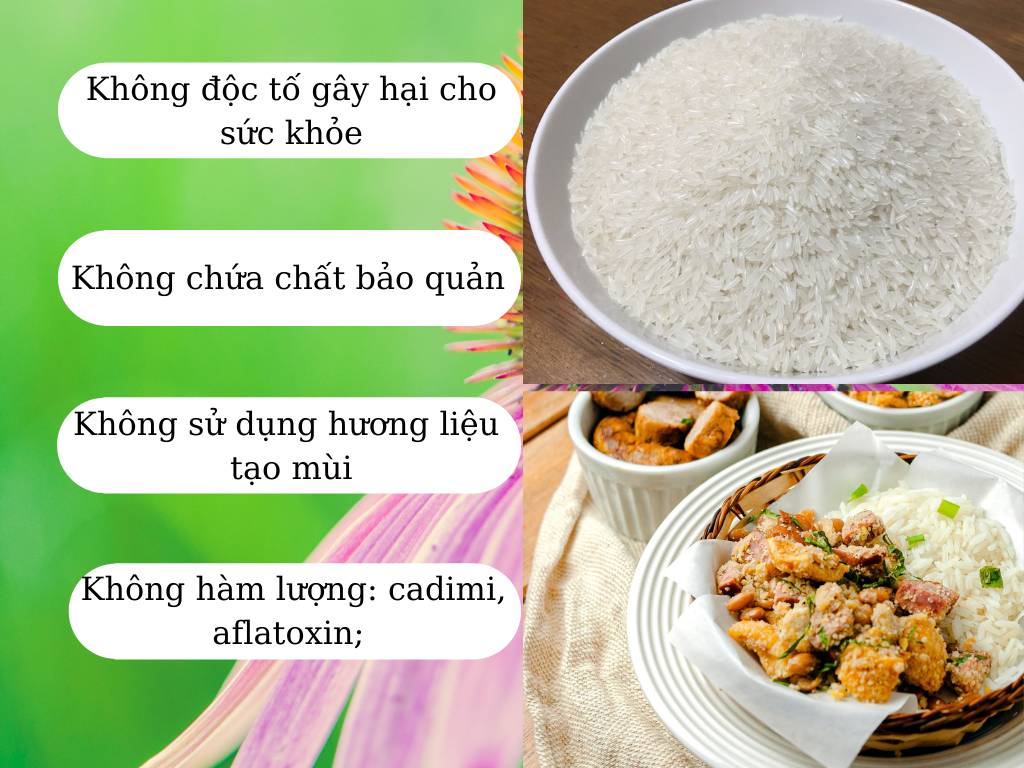 Không độc tố gây hại cho
sức khỏe
Không chứa chất bảo quản
Không sử dụng hương liệu
tạo mùi
Không hàm lượng: cadimi,
aflatoxin;